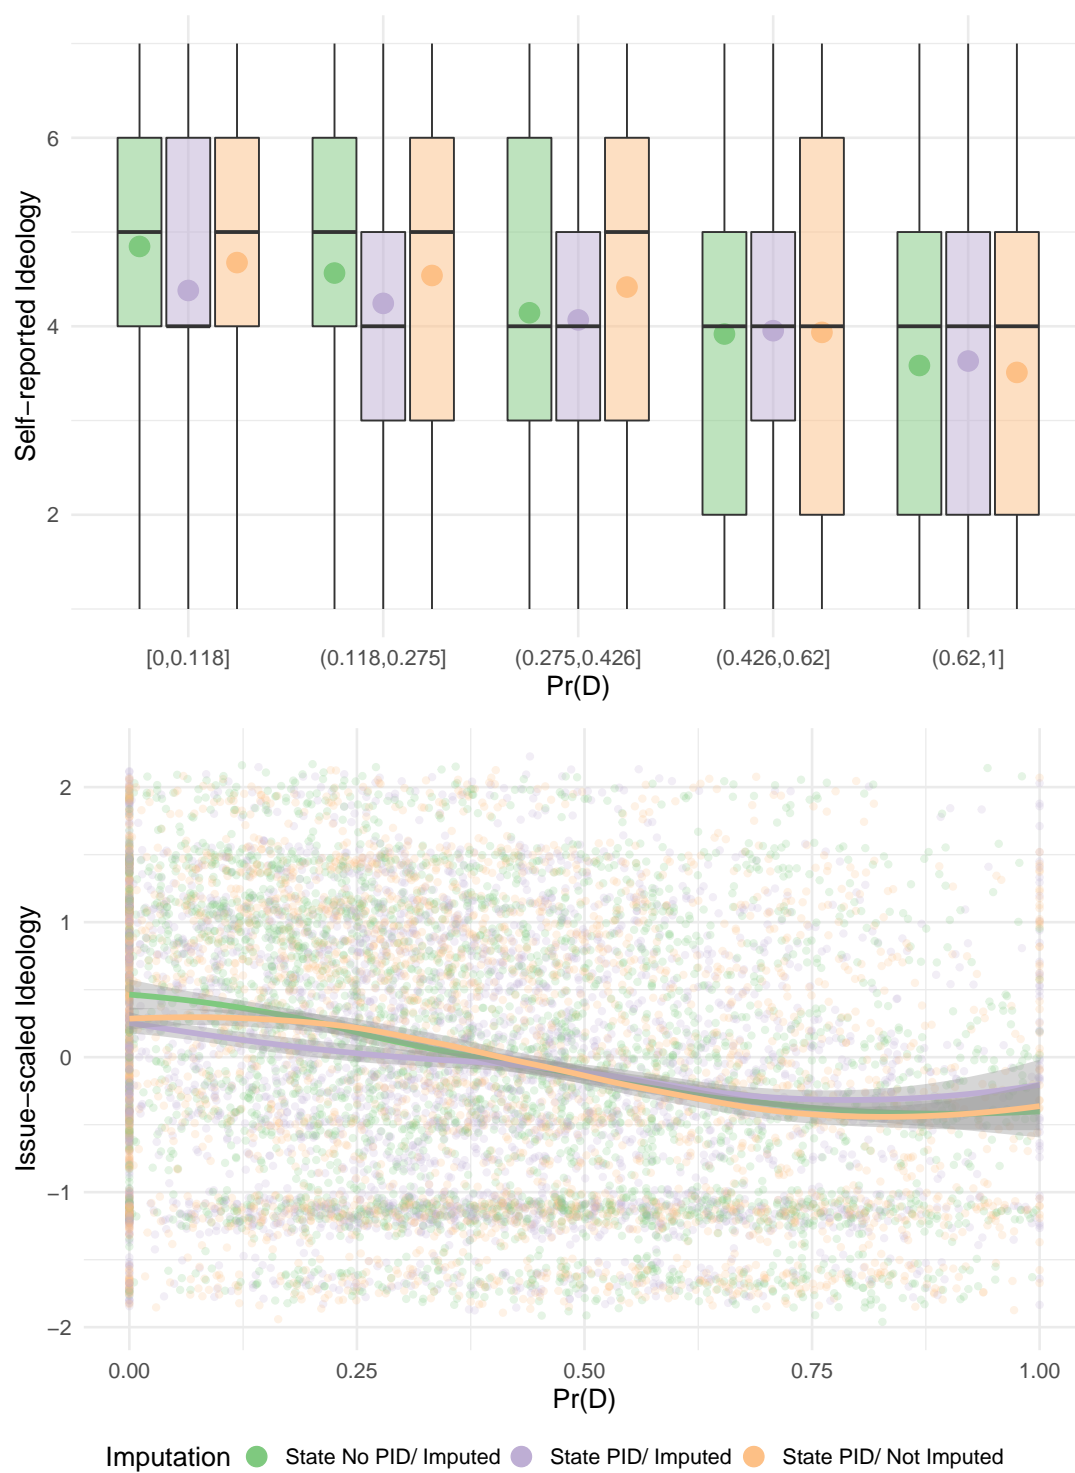 6
4
2
Self−reported Ideology
[0,0.118] (0.118,0.275] (0.275,0.426] (0.426,0.62] (0.62,1]
Pr(D)
2
1
0
−1
−2
Issue−scaled Ideology
0.00 0.25 0.50 0.75 1.00
Pr(D)
Imputation State No PID/ Imputed State PID/ Imputed State PID/ Not Imputed